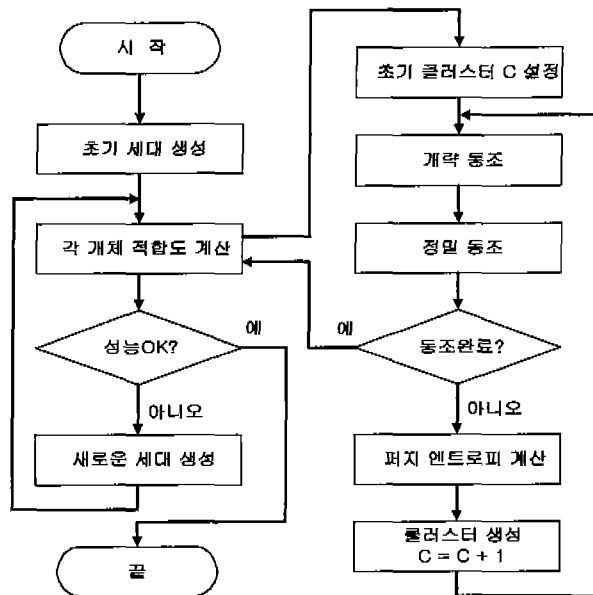 시 작
초기 세대 생성
각 개체 적합도 계산
성능OK?
예
아니오
새로운 세대 생성
끝
초기 클러스터 C 설정
개략 동조
정밀 동조
동조완료?
예
아니오
퍼지 엔트로피 계산
클러스터 생성
C = C + 1